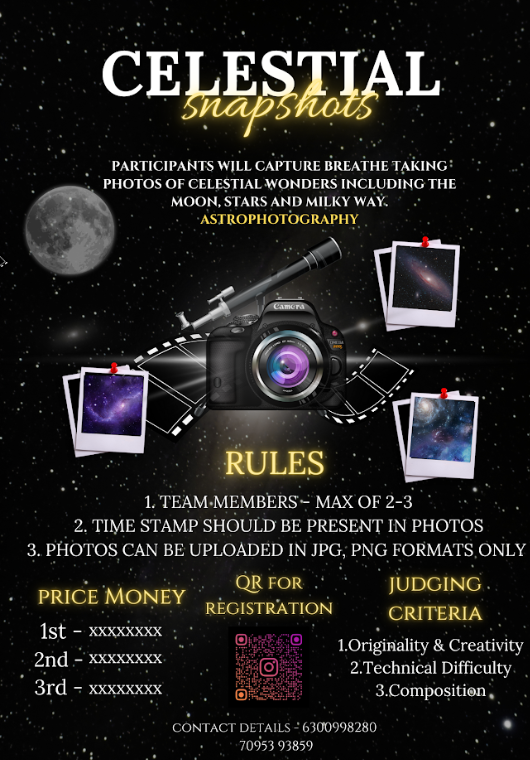 CELESTIAL
snapshots
PARTICIPANTS WILL CAPTURE BREATHE TAKING
PHOTOS OF CELESTIAL WONDERS INCLUDING THE
MOON, STARS AND MILKY WAY.
ASTROPHOTOGRAPHY
Camera
RULES
1. TEAM MEMBERS - MAX OF 2-3
2. TIME STAMP SHOULD BE PRESENT IN PHOTOS
3. PHOTOS CAN BE UPLOADED IN JPG, PNG FORMATS ONLY
PRICE MONEY
1st - xxxxxxxx
2nd - xxxxxxxx
3rd - xxxxxxxx
QR FOR
REGISTRATION
JUDGING
CRITERIA
1.Originality & Creativity
2.Technical Difficulty
3.Composition
CONTACT DETAILS - 6300998280
70953 93859